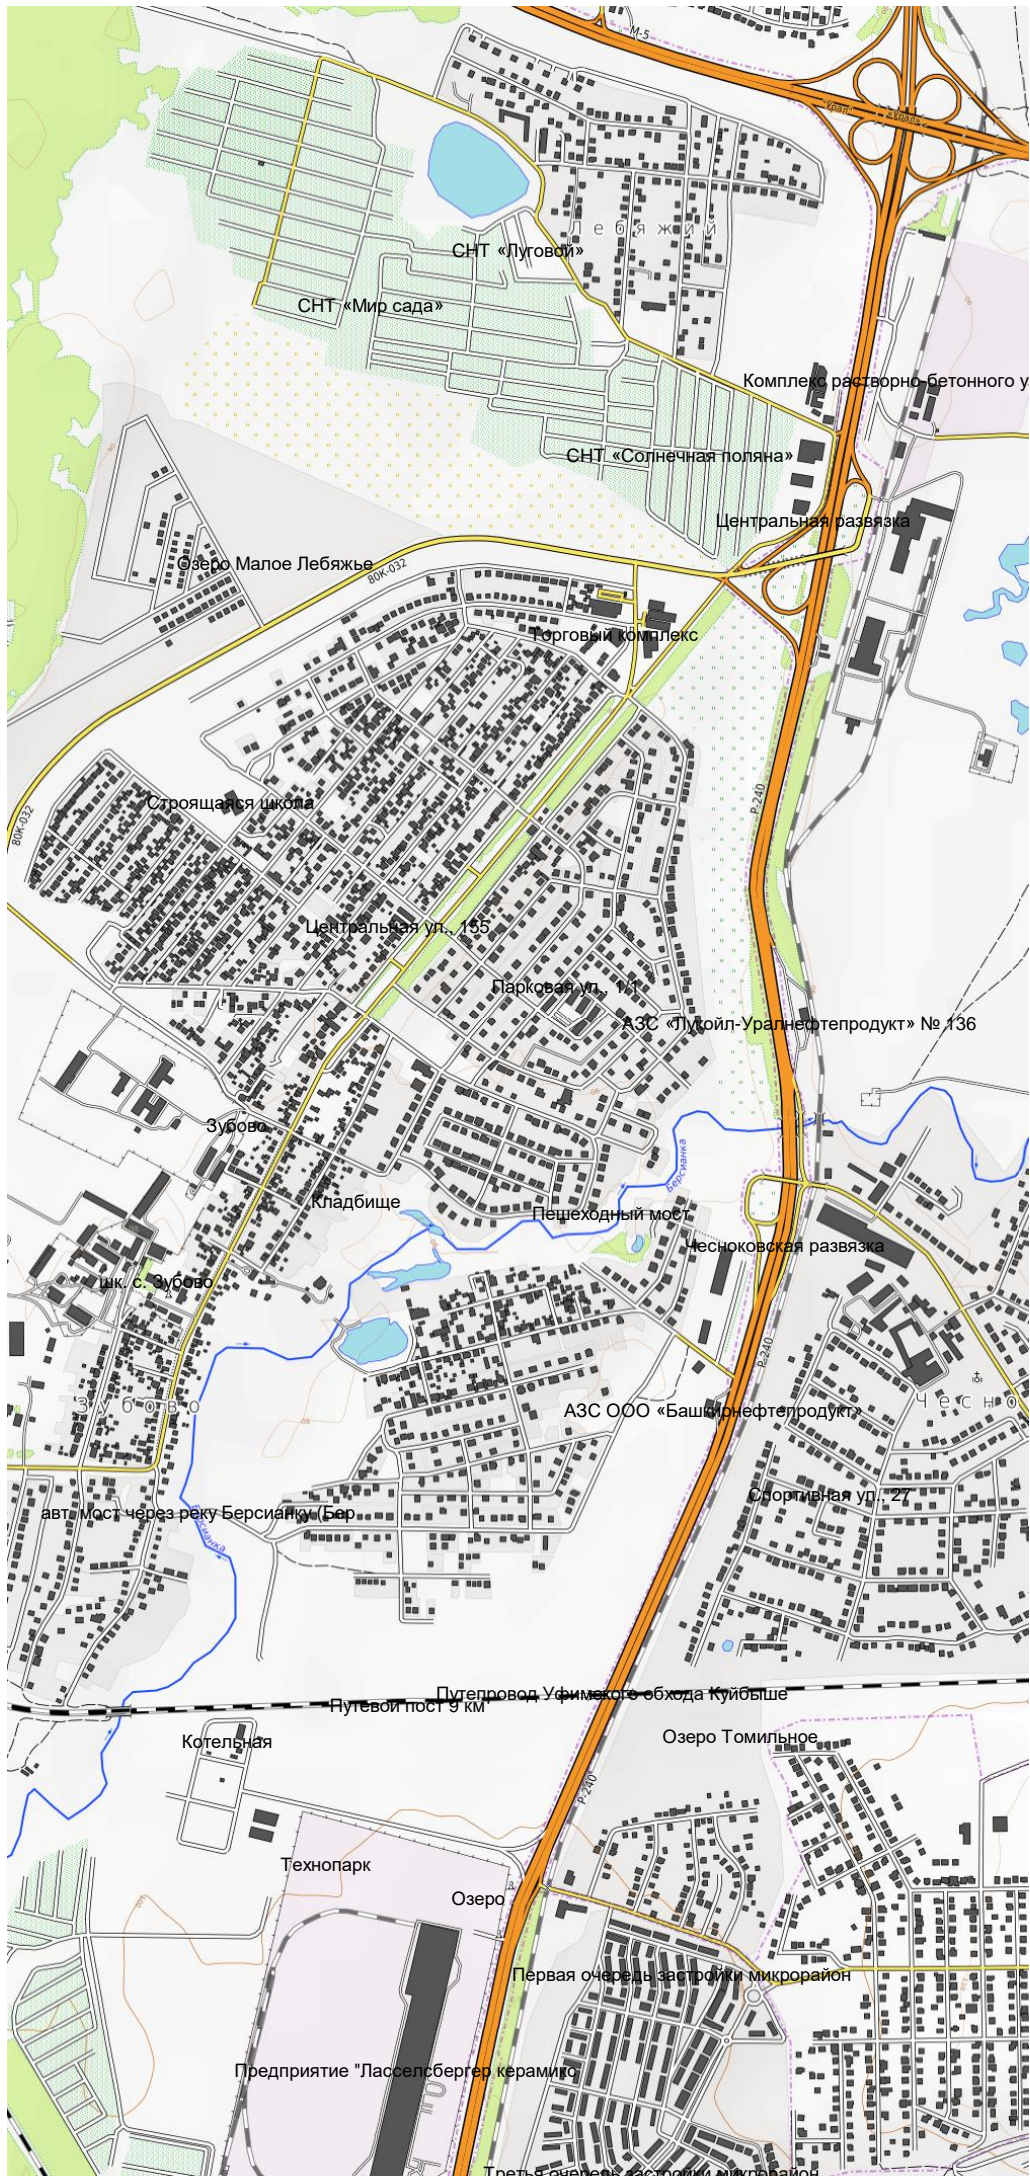 М-5
"Урал"
"Урал"
Лебяжий
СНТ «Луговой»
СНТ «Мир сада»
Комплекс растворно-бетонного у
СНТ «Солнечная поляна»
Центральная развязка
Озеро Малое Лебяжье
80К-032
Торговый комплекс
Р-240
Строящаяся школа
80К-032
Центральная ул., 155
Парковая ул., 1/1
АЗС «Лукойл-Уралнефтепродукт» № 136
Зубово
Берсианка
Кладбище
Пешеходный мост
Чесноковская развязка
шк. с. Зубово
Р-240
Зубово
Чесно
АЗС ООО «Башкирнефтепродукт»
Спортивная ул., 27
авт. мост через реку Берсианку (Бер
Берсианка
Путепровод Уфимского обхода Куйбыше
Путевой пост 9 км
Озеро Томильное
Котельная
Р-240
Технопарк
Озеро
Первая очередь застройки микрорайон
Предприятие "Ласселсбергер керамикс
Третья очередь застройки микрорайон